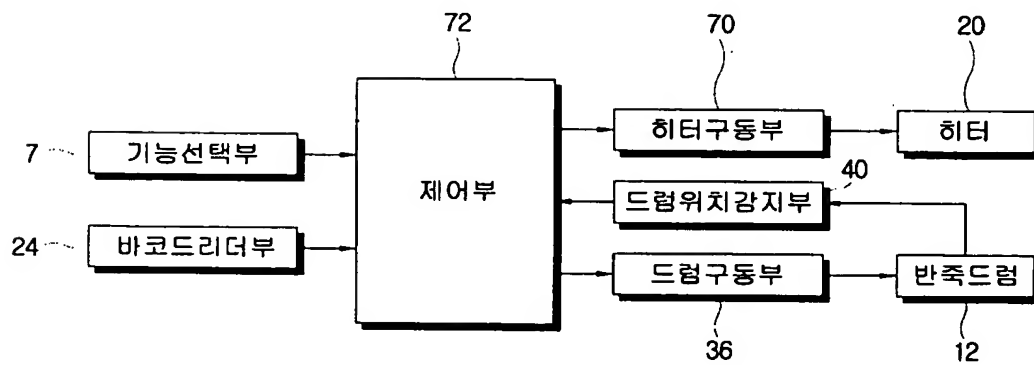 72
70
20
7
기능선택부
히터구동부
히터
제어부
40
드럼위치감지부
24
바코드리더부
드럼구동부
반죽드럼
36
12